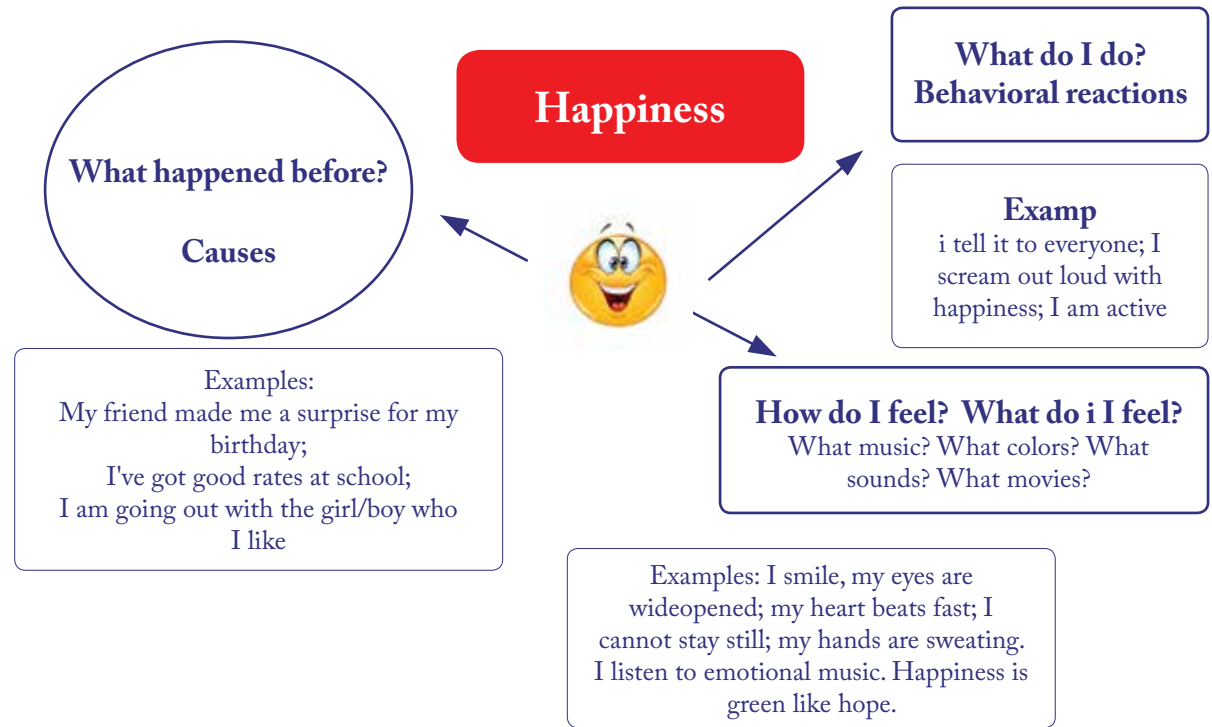 Happiness
What happened before?
Causes
Examples:
My friend made me a surprise for my
birthday;
I've got good rates at school;
I am going out with the girl/boy who
I like
What do I do?
Behavioral reactions
Examp
i tell it to everyone; I
scream out loud with
happiness; I am active
How do I feel?  What do i I feel?
What music? What colors? What
sounds? What movies?
Examples: I smile, my eyes are
wideopened; my heart beats fast; I
cannot stay still; my hands are sweating.
I listen to emotional music. Happiness is
green like hope.